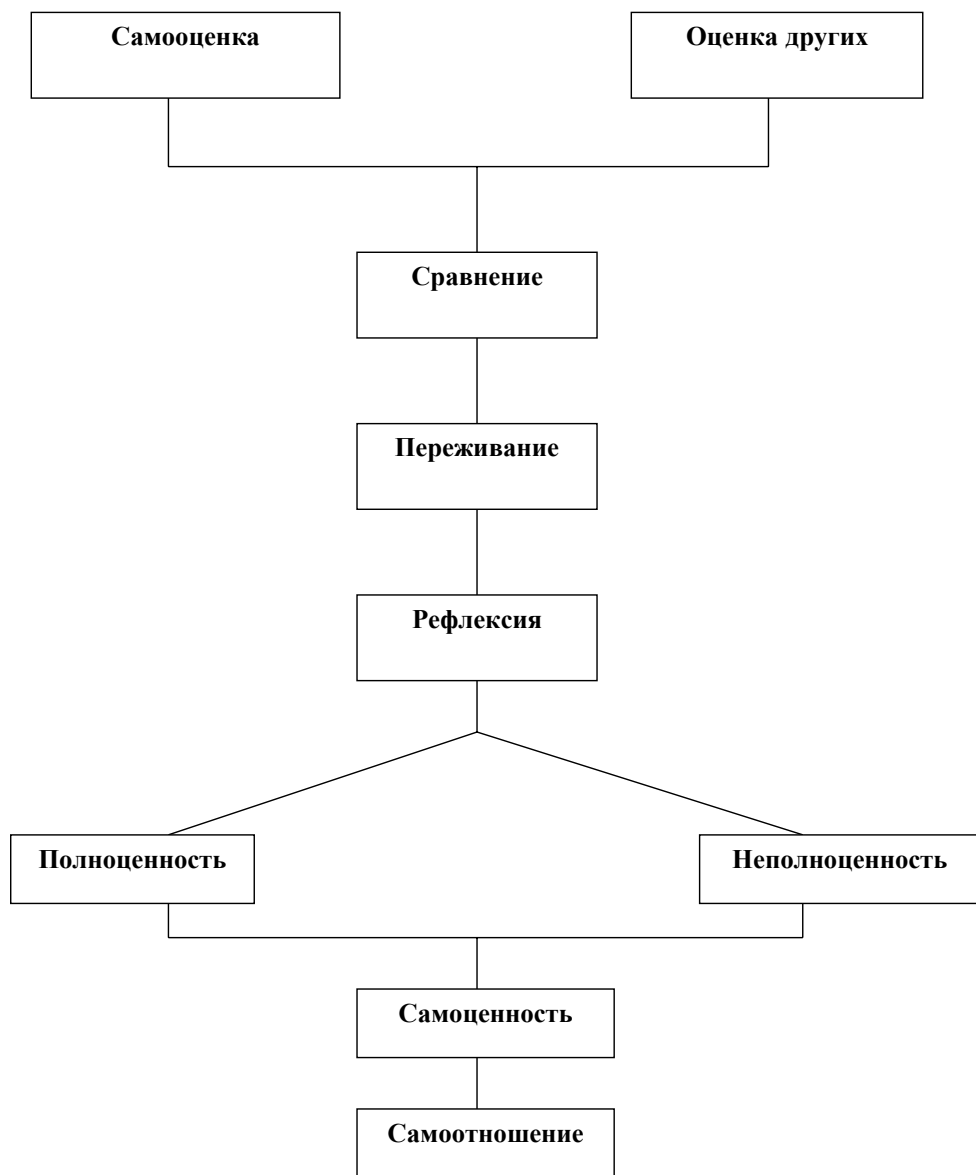 Самооценка
Оценка других
Сравнение
Переживание
Рефлексия
Полноценность
Неполноценность
Самоценность
Самоотношение